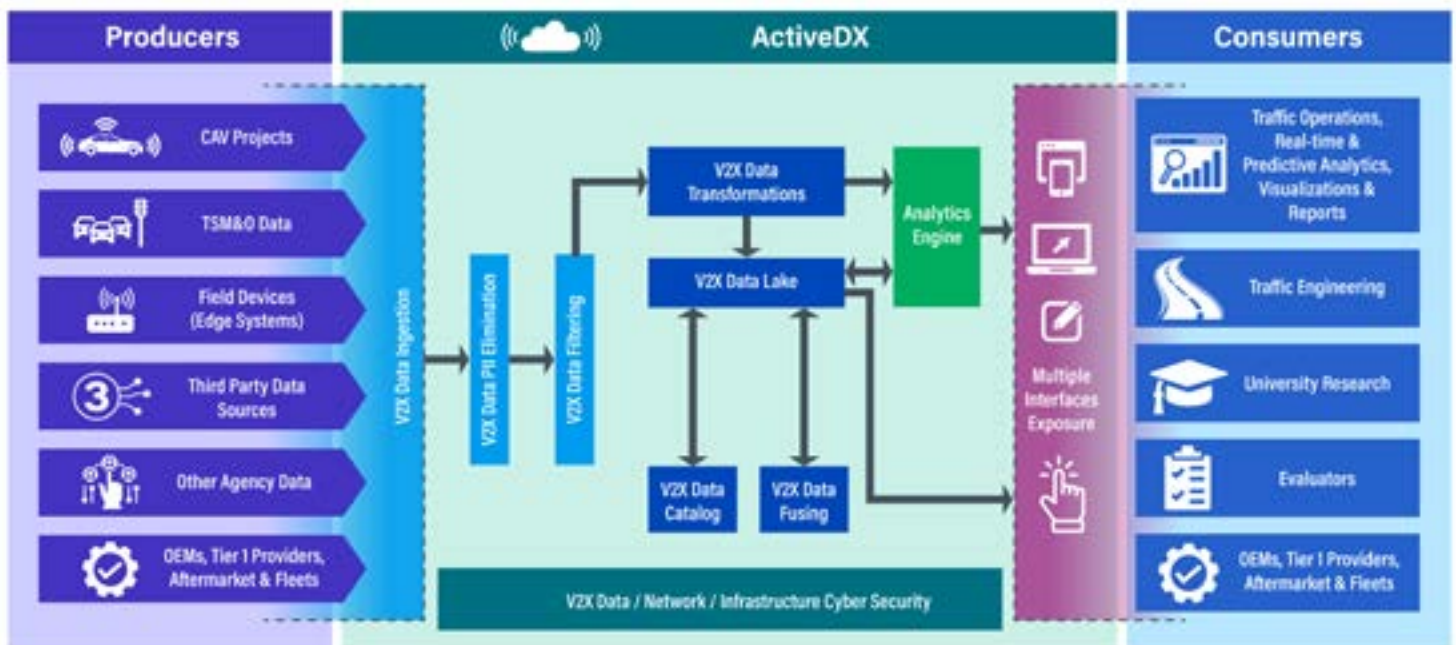 Producers
ActiveDX
Consumers
CAV Projects
TSM&O Data
Field Devices
(Edge Systems)
3
Third Party Data
Sources
Other Agency Data
OEMs, Tier 1 Providers,
Aftermarket & Fleets
V2X Data Ingestion
V2X Data PII Elimination
V2X Data Filtering
V2X Data
Transformations
V2X Data Lake
Analytics
Engine
V2X Data
Catalog
V2X Data
Fusing
V2X Data / Network / Infrastructure Cyber Security
Multiple
Interfaces
Exposure
Traffic Operations,
Real-time &
Predictive Analytics,
Visualizations &
Reports
Traffic Engineering
University Research
Evaluators
OEMs, Tier 1 Providers,
Aftermarket & Fleets